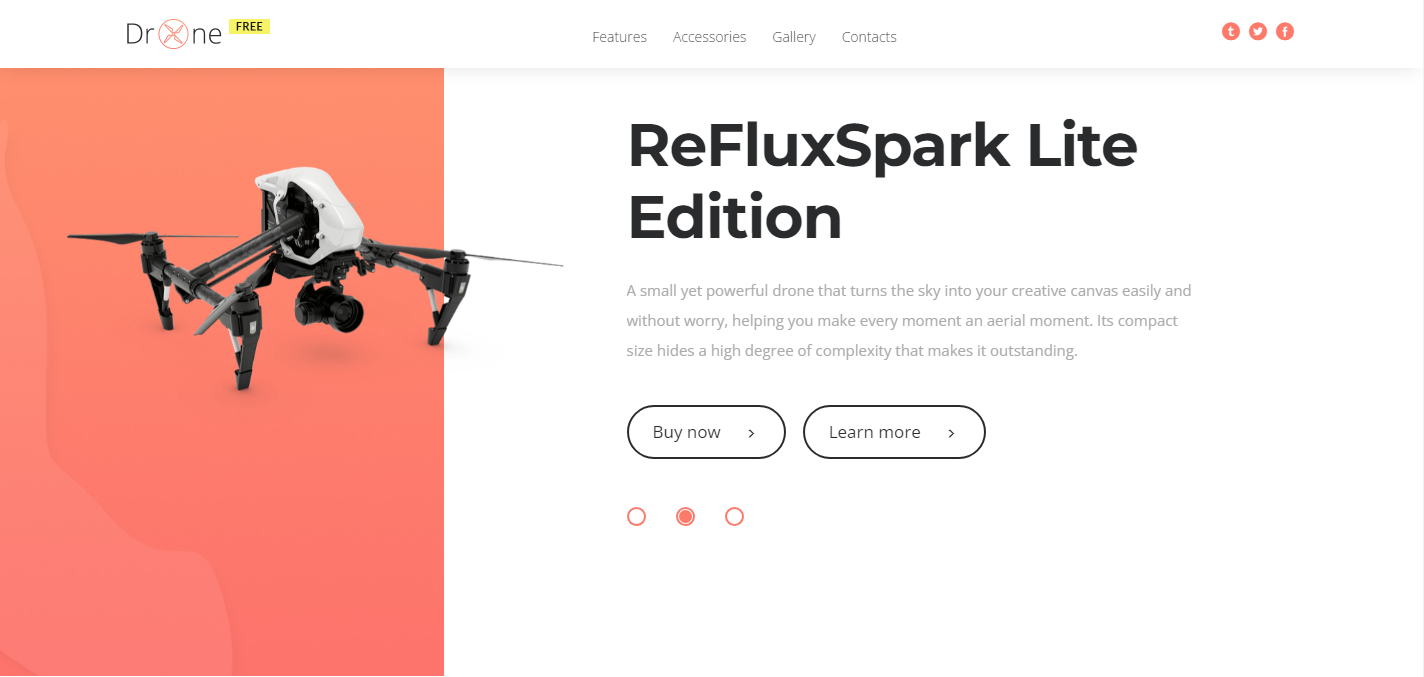 Drone FREE
Features Accessories Gallery Contacts
ReFluxSpark Lite
Edition
A small yet powerful drone that turns the sky into your creative canvas easily and
without worry, helping you make every moment an aerial moment. Its compact
size hides a high degree of complexity that makes it outstanding.
Buy now Learn more